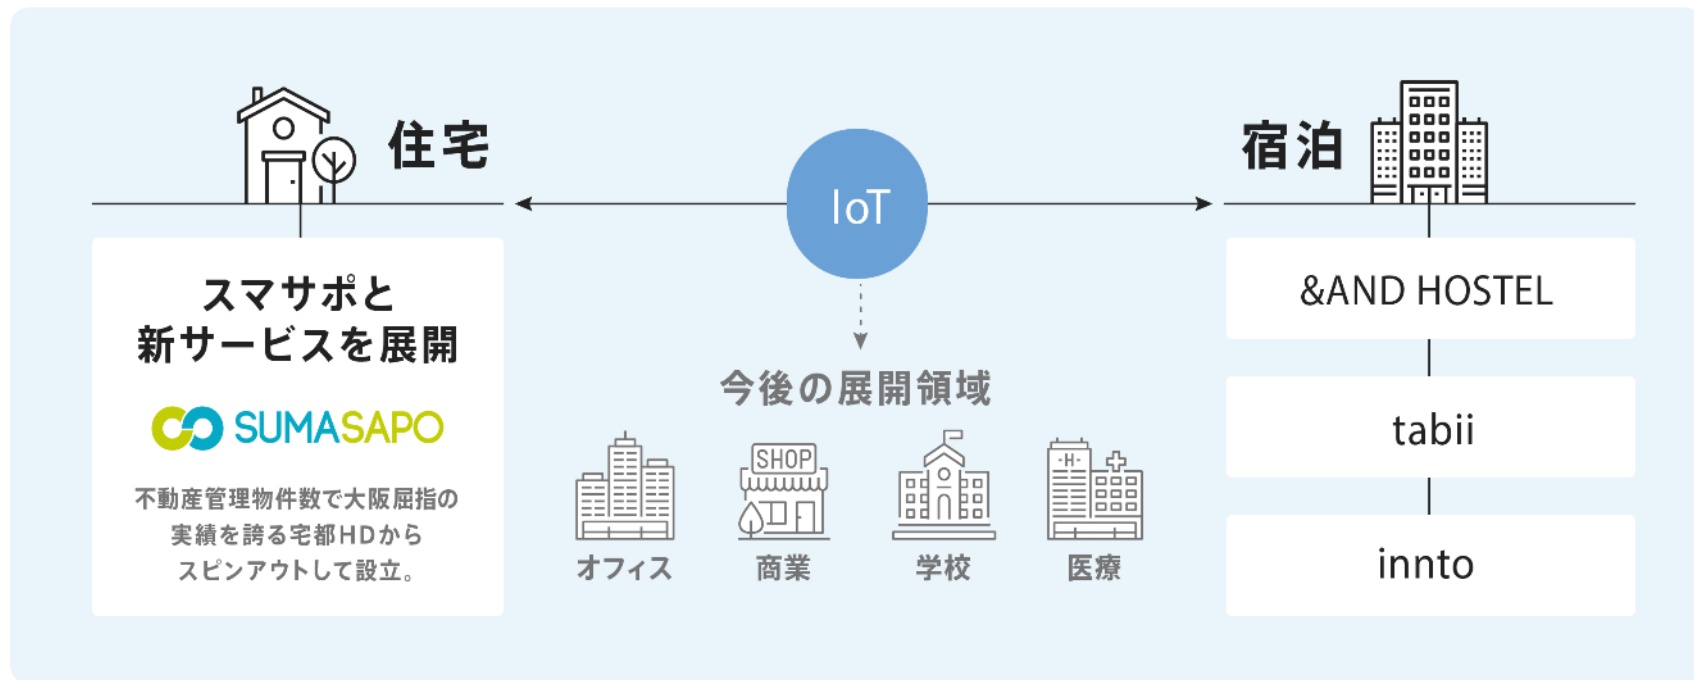 住宅
スマサポと
新サービスを展開
SUMASAPO
不動産管理物件数で大阪屈指の
実績を誇る宅都HDから
スピンアウトして設立。
IoT
今後の展開領域
SHOP
-H-
オフィス
商業
学校
医療
宿泊
&AND HOSTEL
tabii
innto